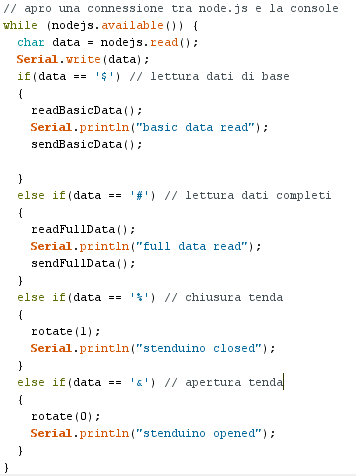 // apro una connessione tra node.js e la console
while (nodejs.available()) {
  char data = nodejs.read();
  Serial.write(data);
  if(data == '$') // lettura dati di base
  {
    readBasicData();
    Serial.println("basic data read");
    sendBasicData();

  }
  else if(data == '#') // lettura dati completi
  {
    readFullData();
    Serial.println("full data read");
    sendFullData();
  }
  else if(data == '%') // chiusura tenda
  {
    rotate(1);
    Serial.println("stenduino closed");
  }
  else if(data == '&') // apertura tenda
  {
    rotate(0);
    Serial.println("stenduino opened");
  }
}